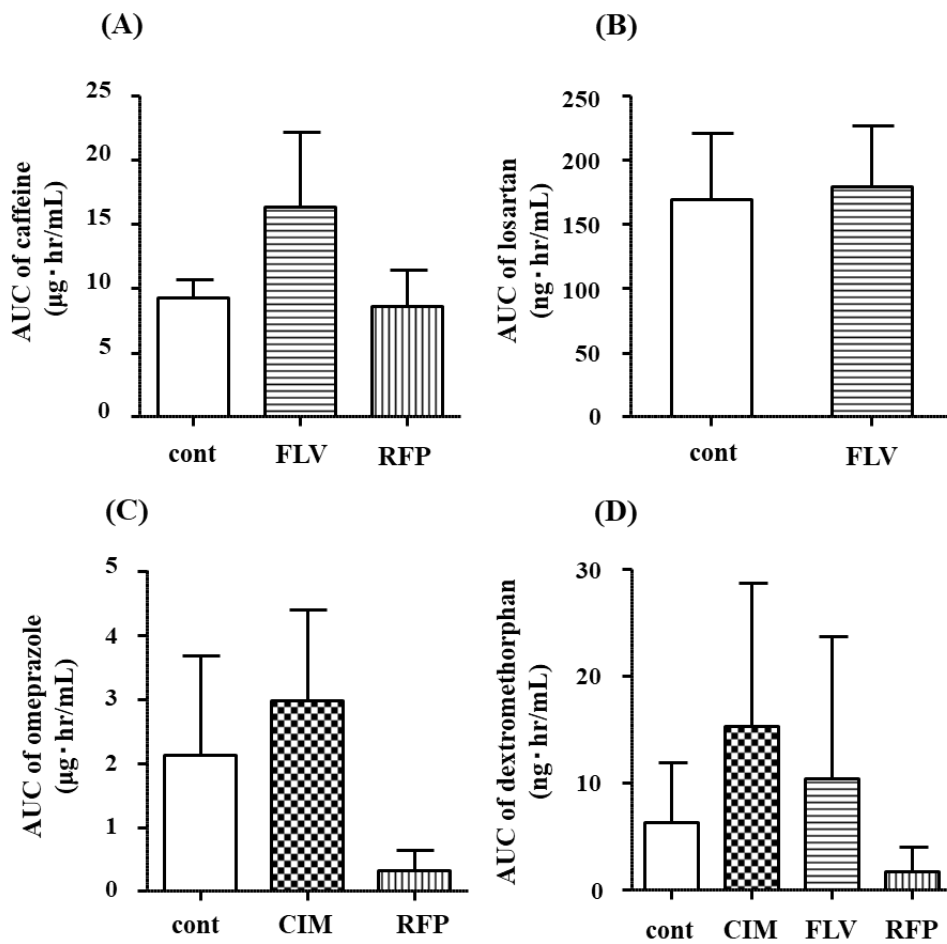 (A)
AUC of caffeine
(μg・hr/mL)
25
20
15
10
5
0
cont FLV RFP
(B)
AUC of losartan
(ng・hr/mL)
250
200
150
100
50
0
cont FLV
(C)
AUC of omeprazole
(μg・hr/mL)
5
4
3
2
1
0
cont CIM RFP
(D)
AUC of dextromethorphan
(ng・hr/mL)
30
20
10
0
cont CIM FLV RFP